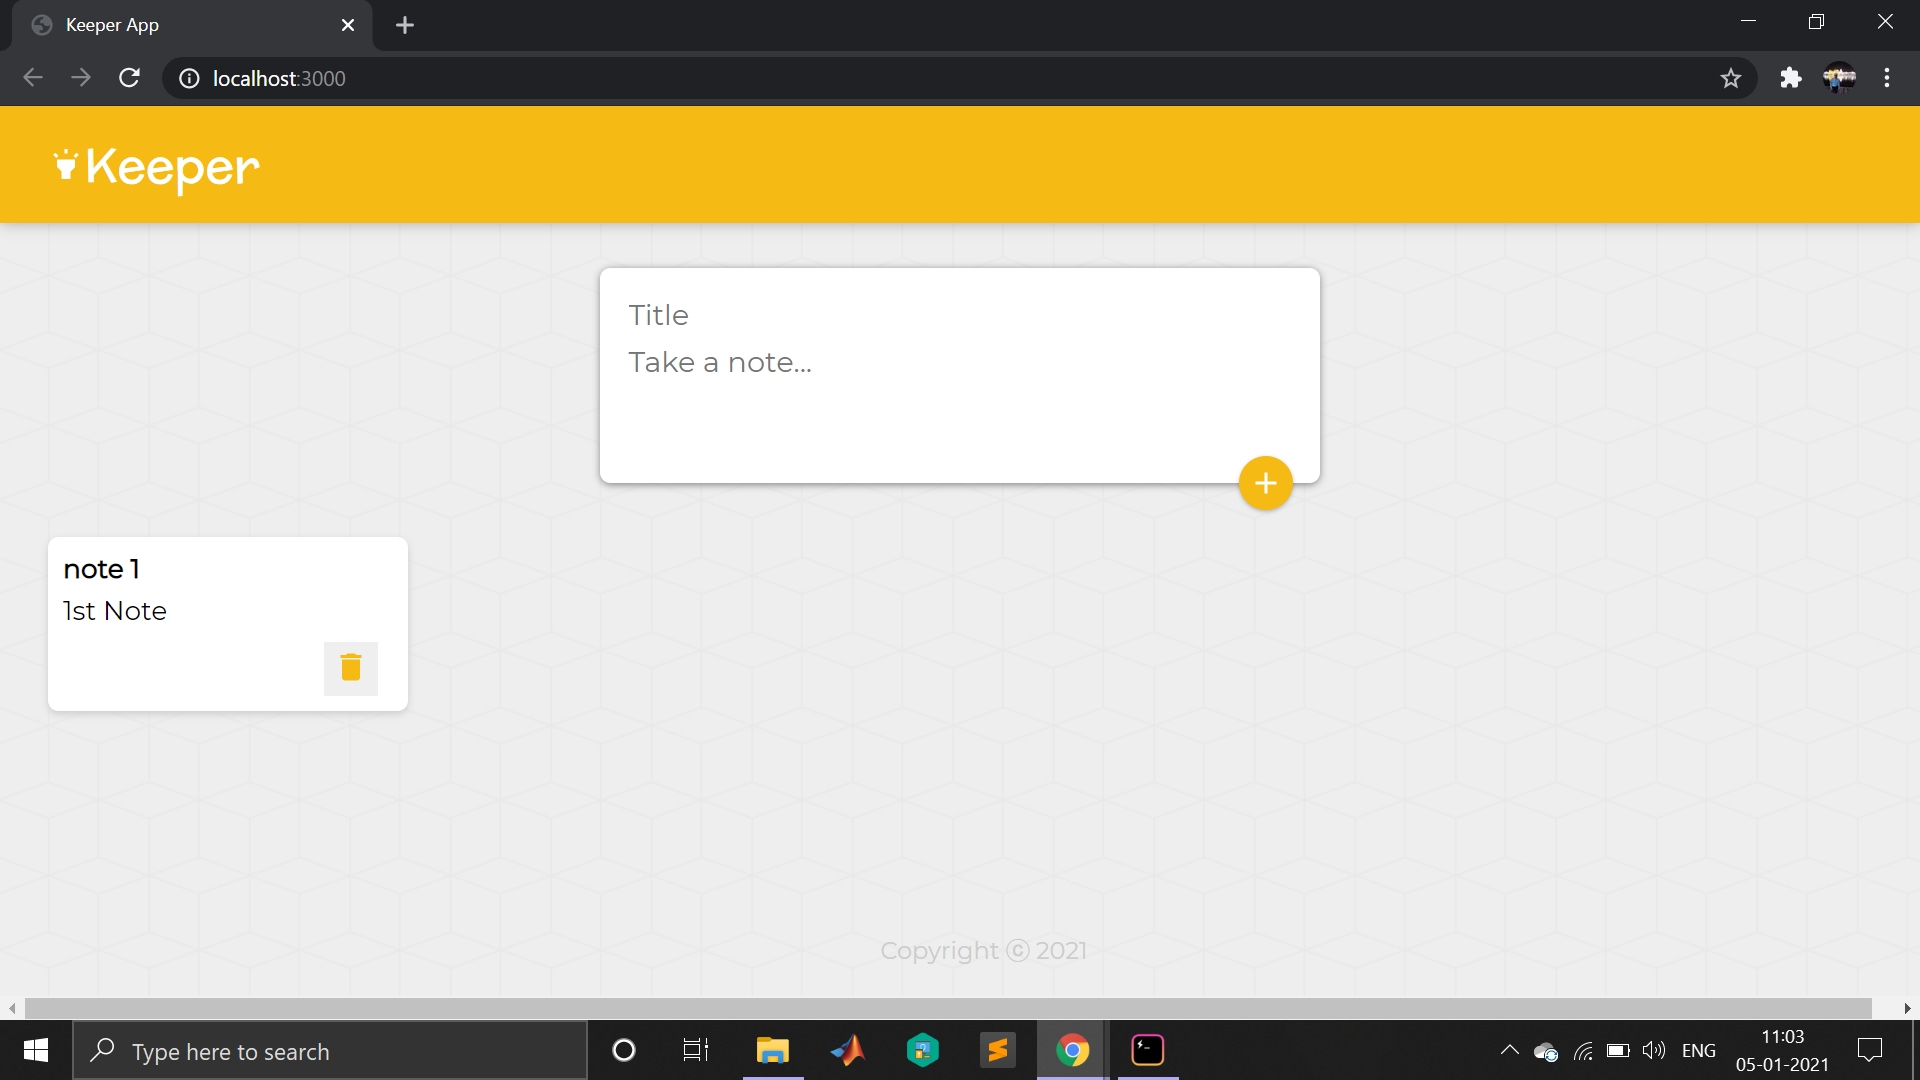 Keeper App
localhost:3000
Keeper
Title
Take a note...
note 1
1st Note
Copyright ⓒ 2021
Type here to search
ENG
11:03
05-01-2021